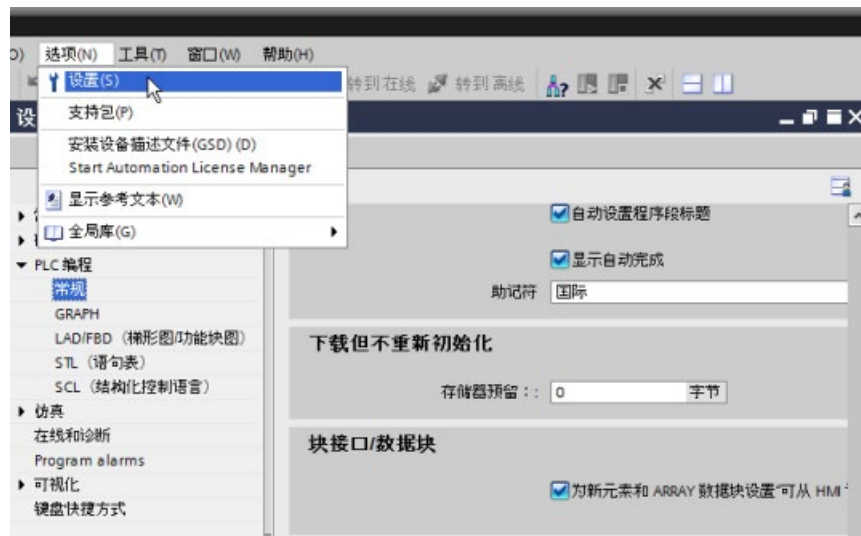 选项(N) 工具(T) 窗口(W) 帮助(H)
设置(S)
转到在线 转到离线
支持包(P)
设
安装设备描述文件(GSD) (D)
Start Automation License Manager
显示参考文本(W)
自动设置程序段标题
全局库(G)
PLC 编程
显示自动完成
常规
助记符 国际
GRAPH
LAD/FBD（梯形图/功能块图）
下载但不重新初始化
STL（语句表）
SCL（结构化控制语言）
存储器预留：: 0 字节
仿真
在线和诊断
块接口/数据块
Program alarms
可视化
为新元素和 ARRAY 数据块设置“可从 HMI
键盘快捷方式